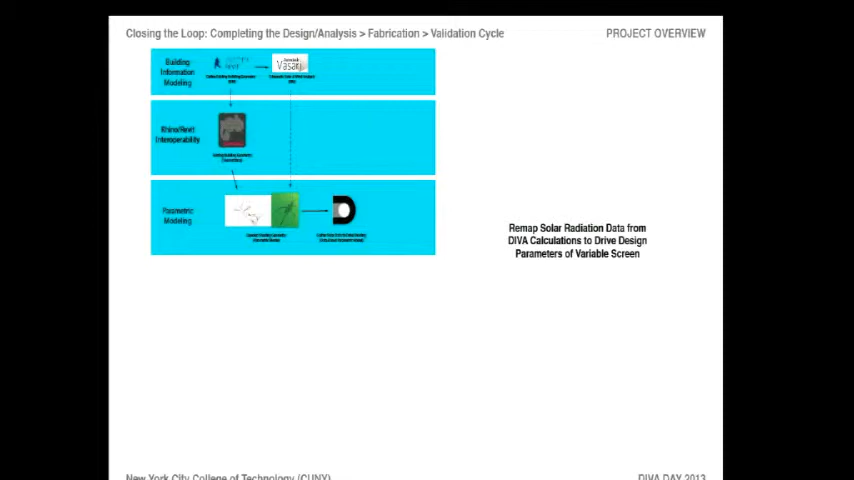 Closing the Loop: Completing the Design/Analysis > Fabrication > Validation Cycle
PROJECT OVERVIEW
Building
Information
Modeling
Vasari
Rhino/Revit
Interoperability
Parametric
Modeling
Remap Solar Radiation Data from
DIVA Calculations to Drive Design
Parameters of Variable Screen
New York City College of Technology (CUNY)
DIVA DAY 2013